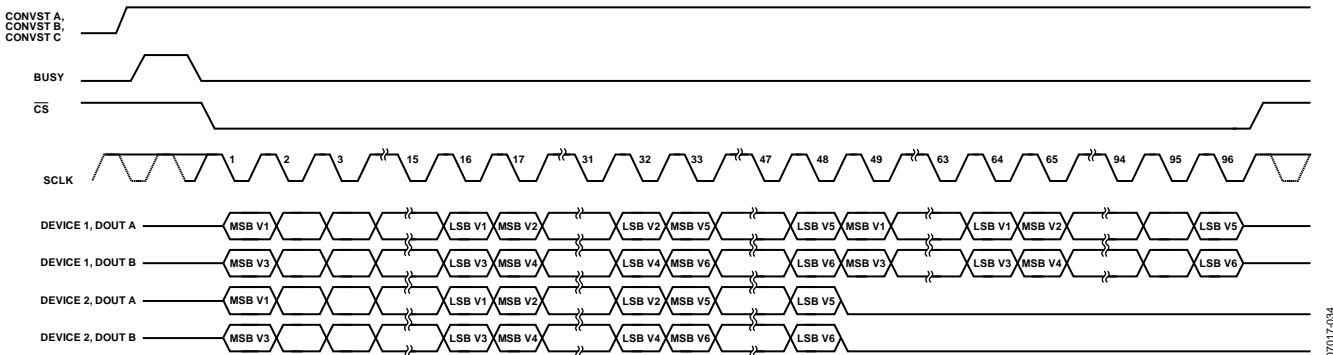 CONVST A,
CONVST B,
CONVST C
BUSY
CS
SCLK
1 2 3 15 16 17 31 32 33 47 48 49 63 64 65 94 95 96
DEVICE 1, DOUT A
MSB V1 LSB V1 MSB V2 LSB V2 MSB V5 LSB V5 MSB V1 LSB V1 MSB V2 LSB V5
DEVICE 1, DOUT B
MSB V3 LSB V3 MSB V4 LSB V4 MSB V6 LSB V6 MSB V3 LSB V3 MSB V4 LSB V6
DEVICE 2, DOUT A
MSB V1 LSB V1 MSB V2 LSB V2 MSB V5 LSB V5
DEVICE 2, DOUT B
MSB V3 LSB V3 MSB V4 LSB V4 MSB V6 LSB V6
07017-034